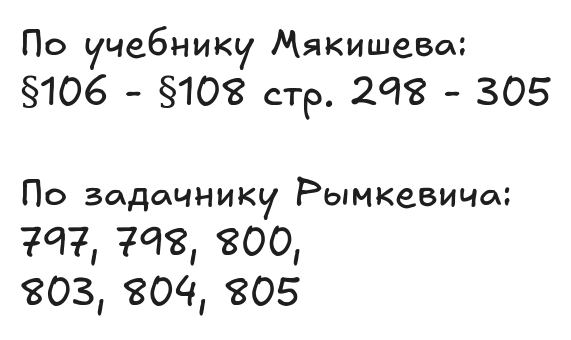 По учебнику Мякишева:
§106 - §108 стр. 298 - 305
По задачнику Рымкевича:
797, 798, 800,
803, 804, 805